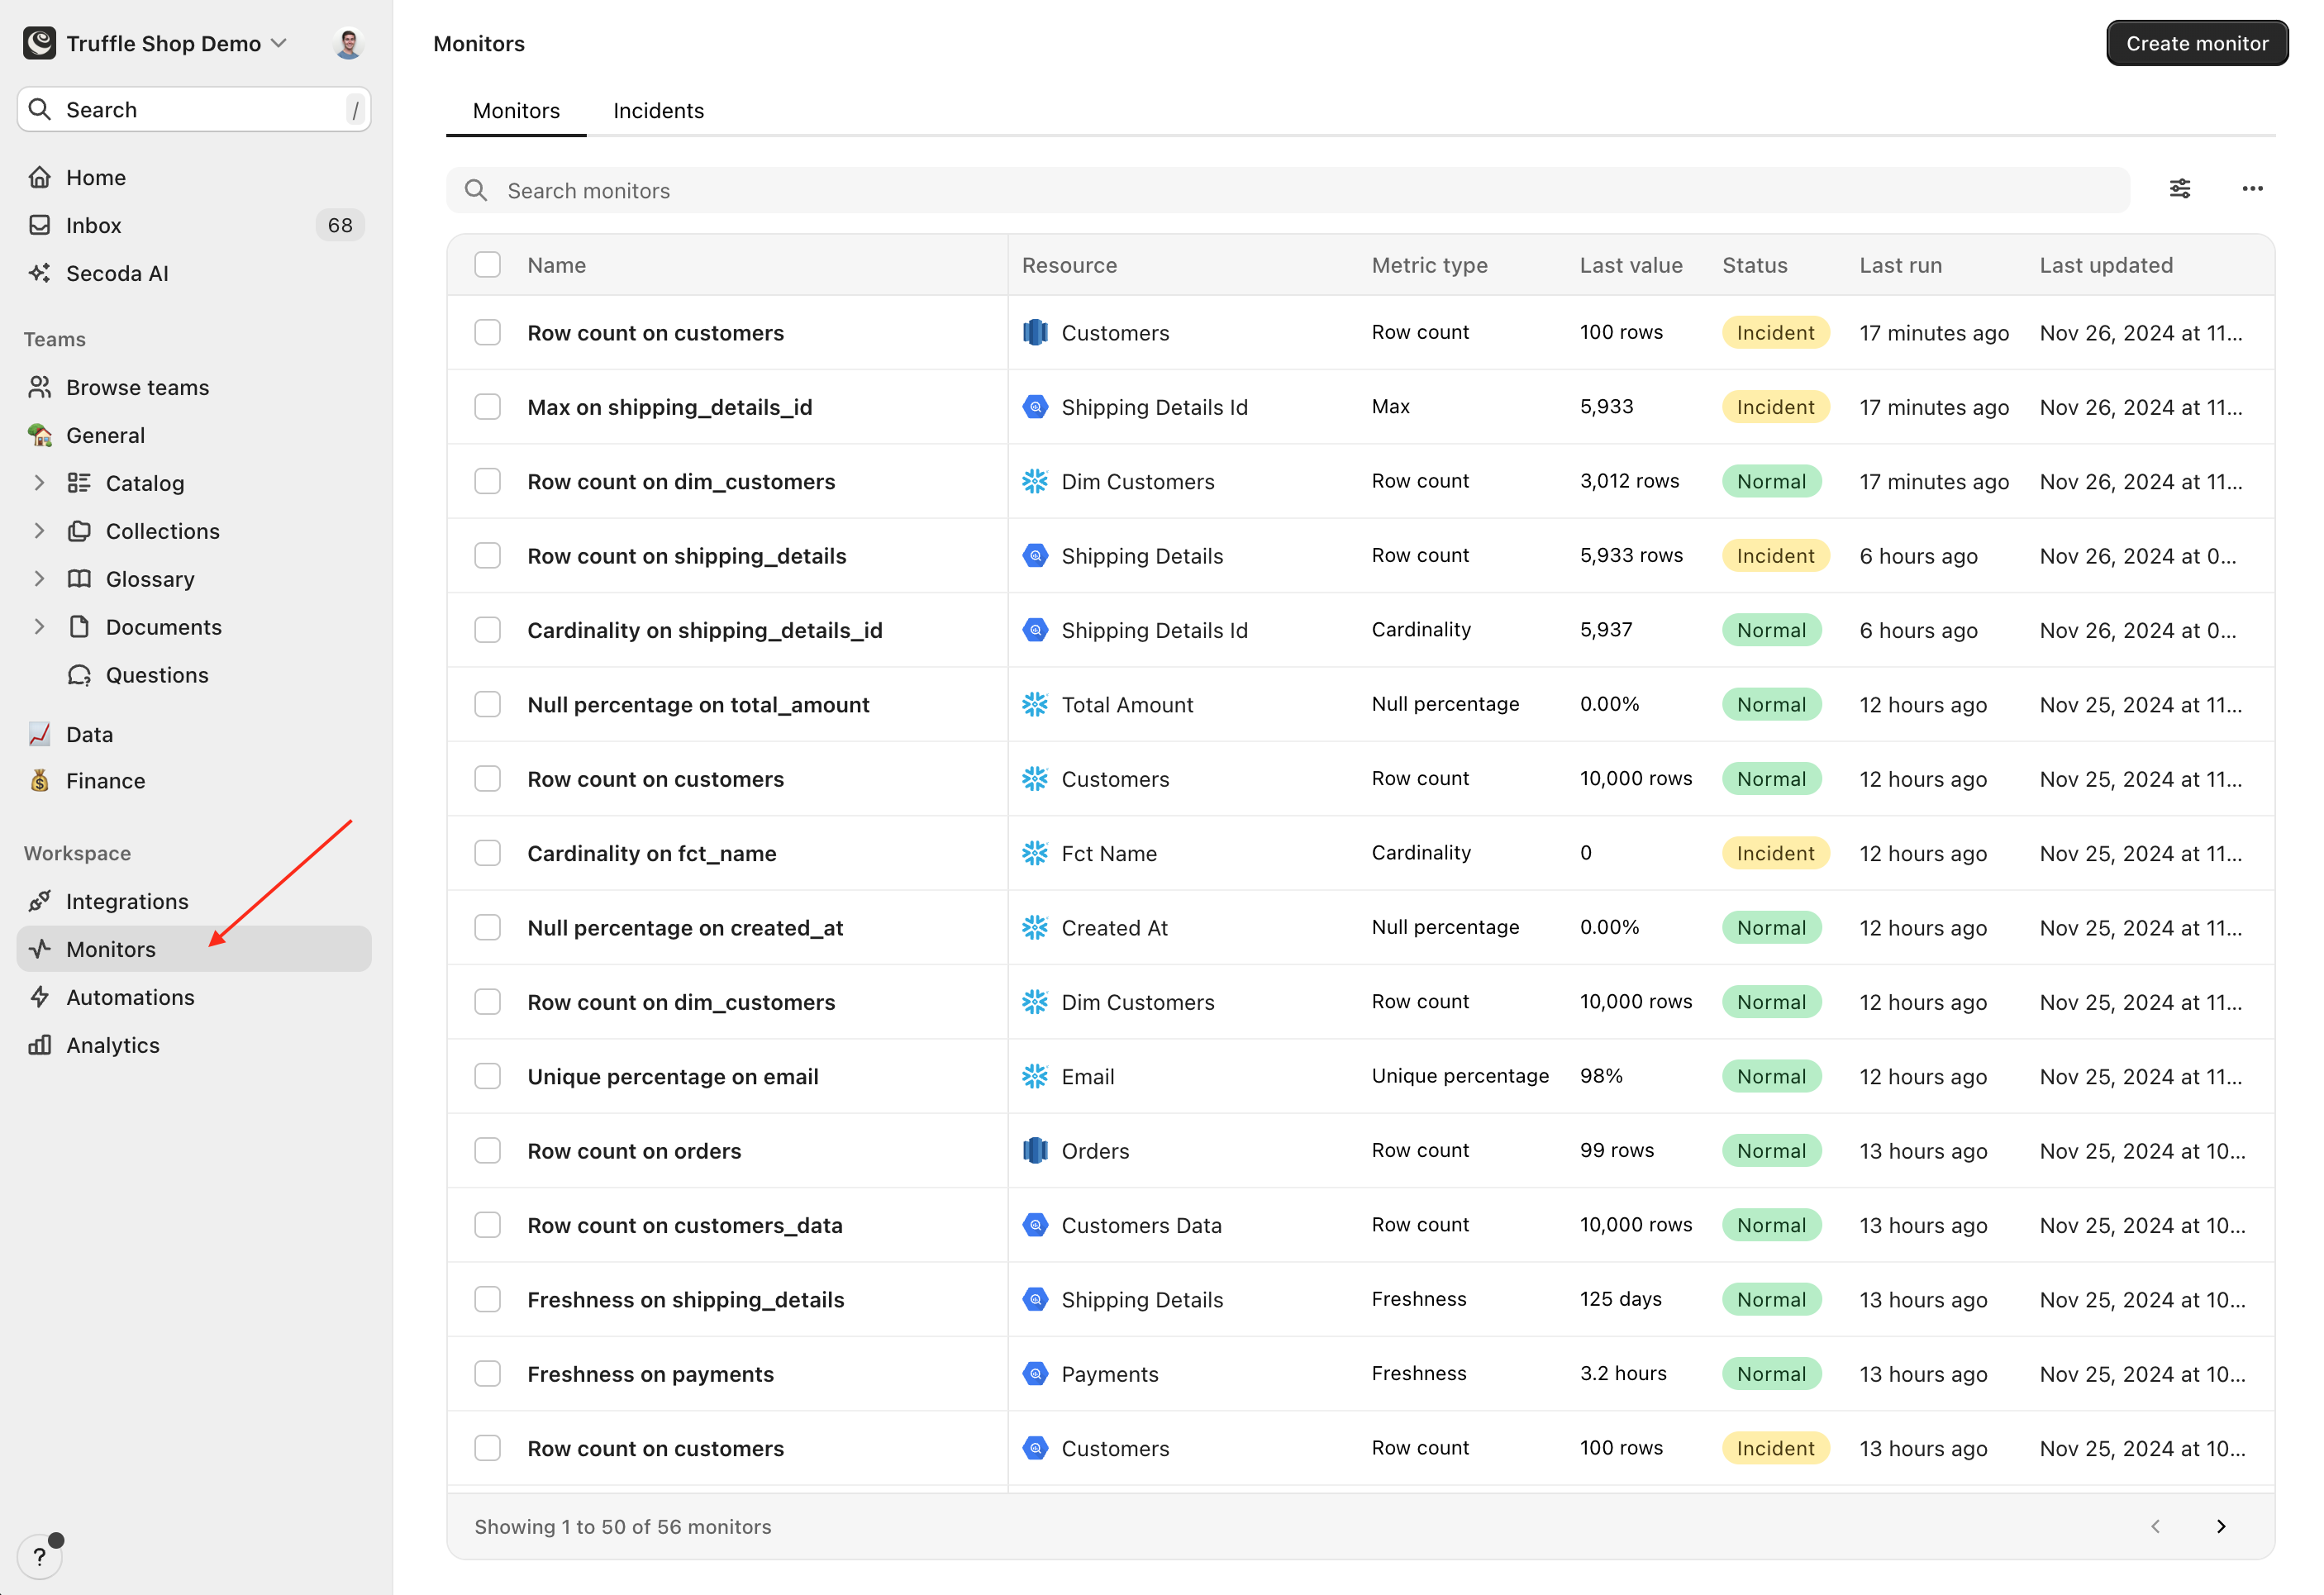 Truffle Shop Demo
Search /
Home
Inbox 68
Secoda AI
Teams
Browse teams
General
Catalog
Collections
Glossary
Documents
Questions
Data
Finance
Workspace
Integrations
Monitors
Automations
Analytics
?
Monitors
Create monitor
Monitors Incidents
Search monitors
Name Resource Metric type Last value Status Last run Last updated
Row count on customers Customers Row count 100 rows Incident 17 minutes ago Nov 26, 2024 at 11...
Max on shipping_details_id Shipping Details Id Max 5,933 Incident 17 minutes ago Nov 26, 2024 at 11...
Row count on dim_customers Dim Customers Row count 3,012 rows Normal 17 minutes ago Nov 26, 2024 at 11...
Row count on shipping_details Shipping Details Row count 5,933 rows Incident 6 hours ago Nov 26, 2024 at 0...
Cardinality on shipping_details_id Shipping Details Id Cardinality 5,937 Normal 6 hours ago Nov 26, 2024 at 0...
Null percentage on total_amount Total Amount Null percentage 0.00% Normal 12 hours ago Nov 25, 2024 at 11...
Row count on customers Customers Row count 10,000 rows Normal 12 hours ago Nov 25, 2024 at 11...
Cardinality on fct_name Fct Name Cardinality 0 Incident 12 hours ago Nov 25, 2024 at 11...
Null percentage on created_at Created At Null percentage 0.00% Normal 12 hours ago Nov 25, 2024 at 11...
Row count on dim_customers Dim Customers Row count 10,000 rows Normal 12 hours ago Nov 25, 2024 at 11...
Unique percentage on email Email Unique percentage 98% Normal 12 hours ago Nov 25, 2024 at 11...
Row count on orders Orders Row count 99 rows Normal 13 hours ago Nov 25, 2024 at 10...
Row count on customers_data Customers Data Row count 10,000 rows Normal 13 hours ago Nov 25, 2024 at 10...
Freshness on shipping_details Shipping Details Freshness 125 days Normal 13 hours ago Nov 25, 2024 at 10...
Freshness on payments Payments Freshness 3.2 hours Normal 13 hours ago Nov 25, 2024 at 10...
Row count on customers Customers Row count 100 rows Incident 13 hours ago Nov 25, 2024 at 10...
Showing 1 to 50 of 56 monitors